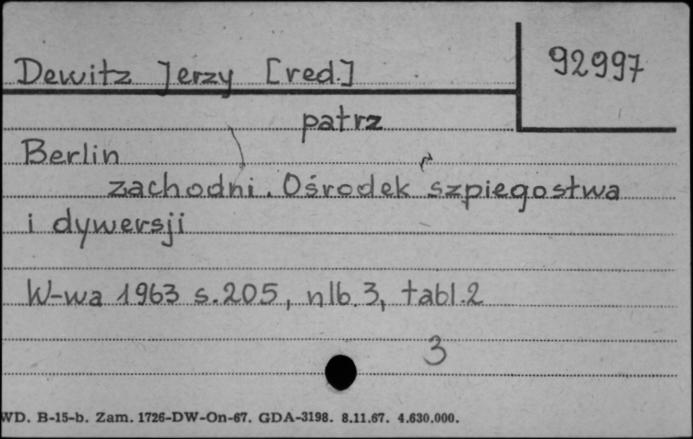 92997
Dewitz Jerzy [red.]
patrz
Berlin
zachodni. Ośrodek szpiegostwa
i dywersji
W-wa 1963 s.205, nlb.3, tabl.2
3
WD. B-15-b. Zam. 1726-DW-On-67. GDA-3198. 8.11.67. 4.630.000.